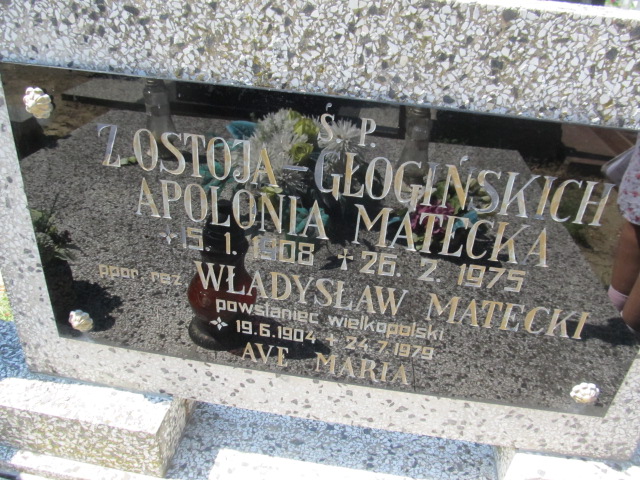 Ś. P.
Z OSTOJA-GŁOGIŃSKICH
APOLONIA MATECKA
5. 1. 1908 26. 2. 1975
ppor. rez. WŁADYSŁAW MATECKI
powstaniec wielkopolski
19.6.1904 24.7.1979
AVE MARIA